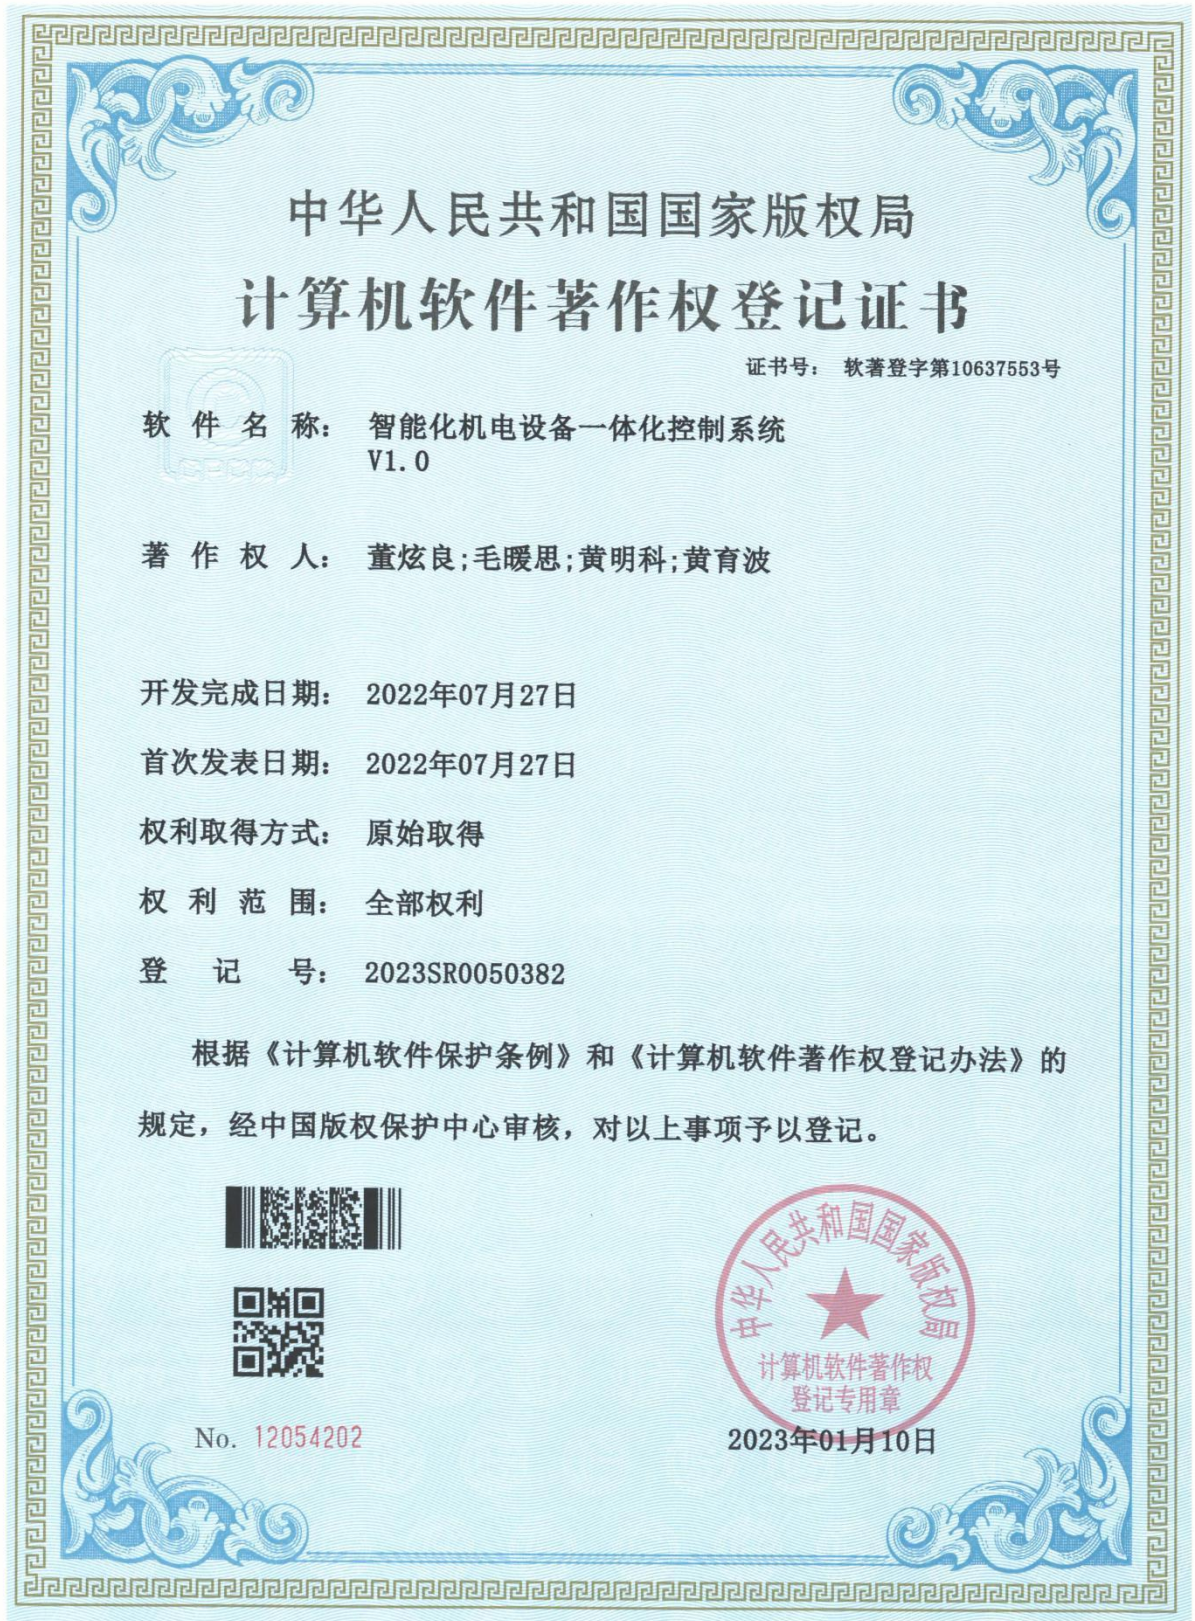 中华人民共和国国家版权局
计算机软件著作权登记证书
证书号： 软著登字第10637553号
软件名称： 智能化机电设备一体化控制系统
V1.0
著作权人： 董炫良;毛暖思;黄明科;黄育波
开发完成日期： 2022年07月27日
首次发表日期： 2022年07月27日
权利取得方式： 原始取得
权利范围： 全部权利
登记号： 2023SR0050382
根据《计算机软件保护条例》和《计算机软件著作权登记办法》的
规定，经中国版权保护中心审核，对以上事项予以登记。
中华人民共和国国家版权局
计算机软件著作权
登记专用章
No. 12054202
2023年01月10日